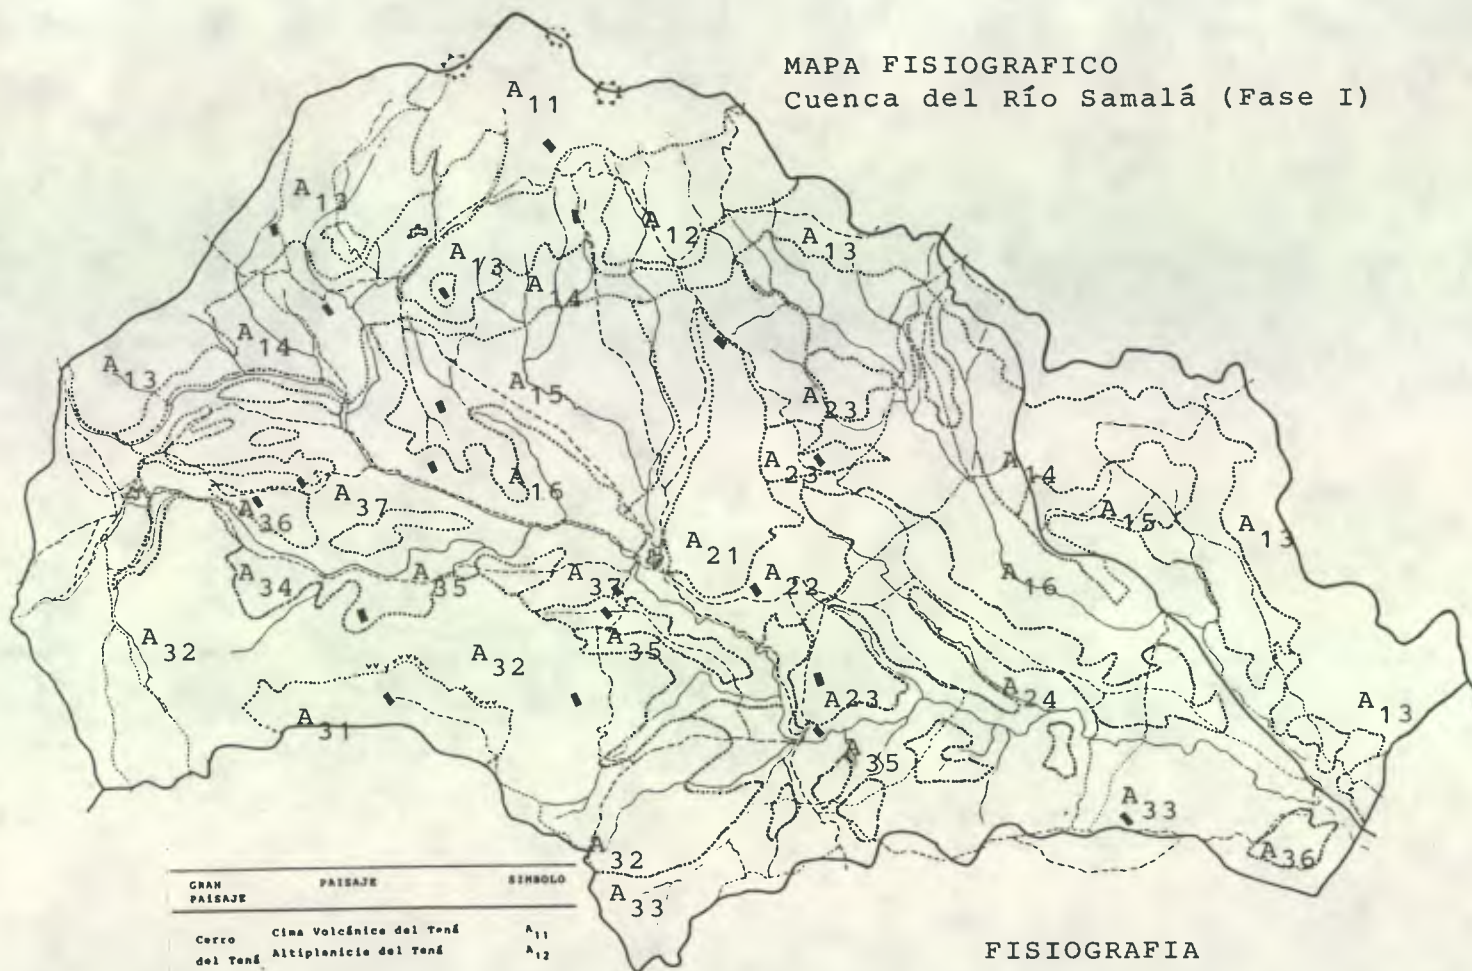 MAPA FISIOGRAFICO
Cuenca del Río Samalá (Fase I)
A11
A13
A12
A13
A13
A14
A14
A13
A15
A23
A23
A14
A16
A37
A36
A15
A13
A21
A34
A35
A37
A22
A16
A32
A32
A35
A31
A23
A24
A13
A35
A33
A32
A36
A33
GRAN PAISAJE PAISAJE SIMBOLO
Cerro del Tená
Cima Volcánica del Tená A11
Altiplanicie del Tená A12
FISIOGRAFIA